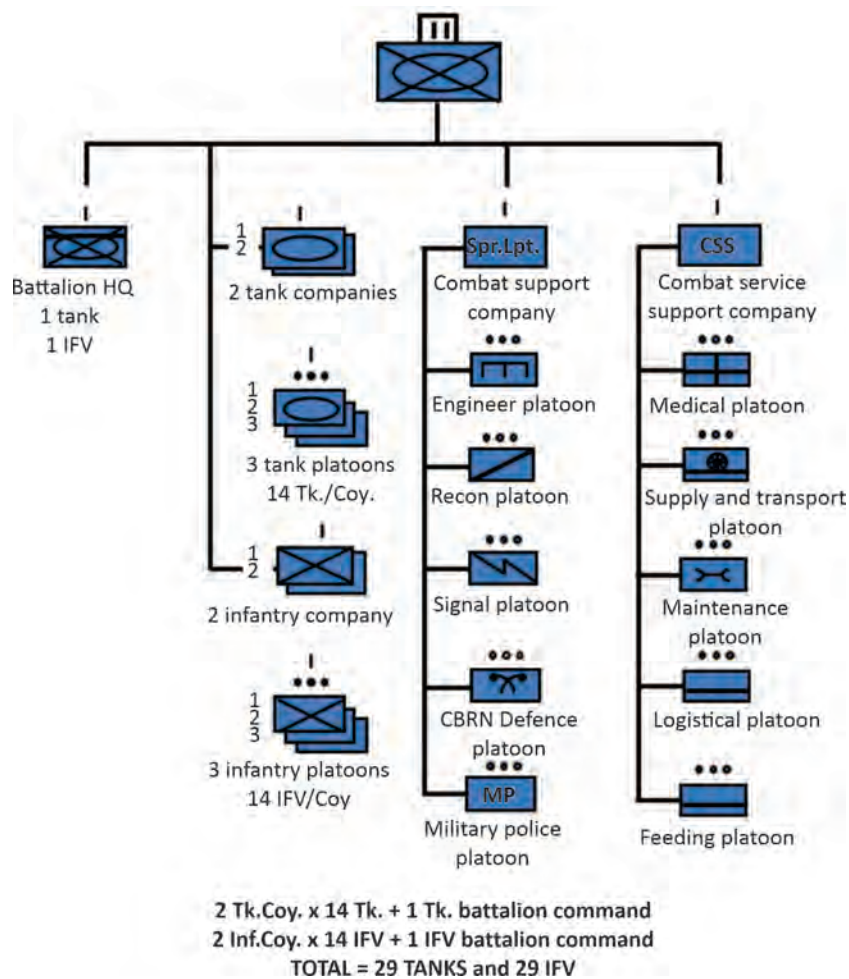 Battalion HQ
1 tank
1 IFV
1
2
2 tank companies
1
2
3
3 tank platoons
14 Tk./Coy.
1
2
2 infantry company
1
2
3
3 infantry platoons
14 IFV/Coy
Spr.Lpt.
Combat support
company
Engineer platoon
Recon platoon
Signal platoon
CBRN Defence
platoon
MP
Military police
platoon
CSS
Combat service
support company
Medical platoon
Supply and transport
platoon
Maintenance
platoon
Logistical platoon
Feeding platoon
2 Tk.Coy. x 14 Tk. + 1 Tk. battalion command
2 Inf.Coy. x 14 IFV + 1 IFV battalion command
TOTAL = 29 TANKS and 29 IFV